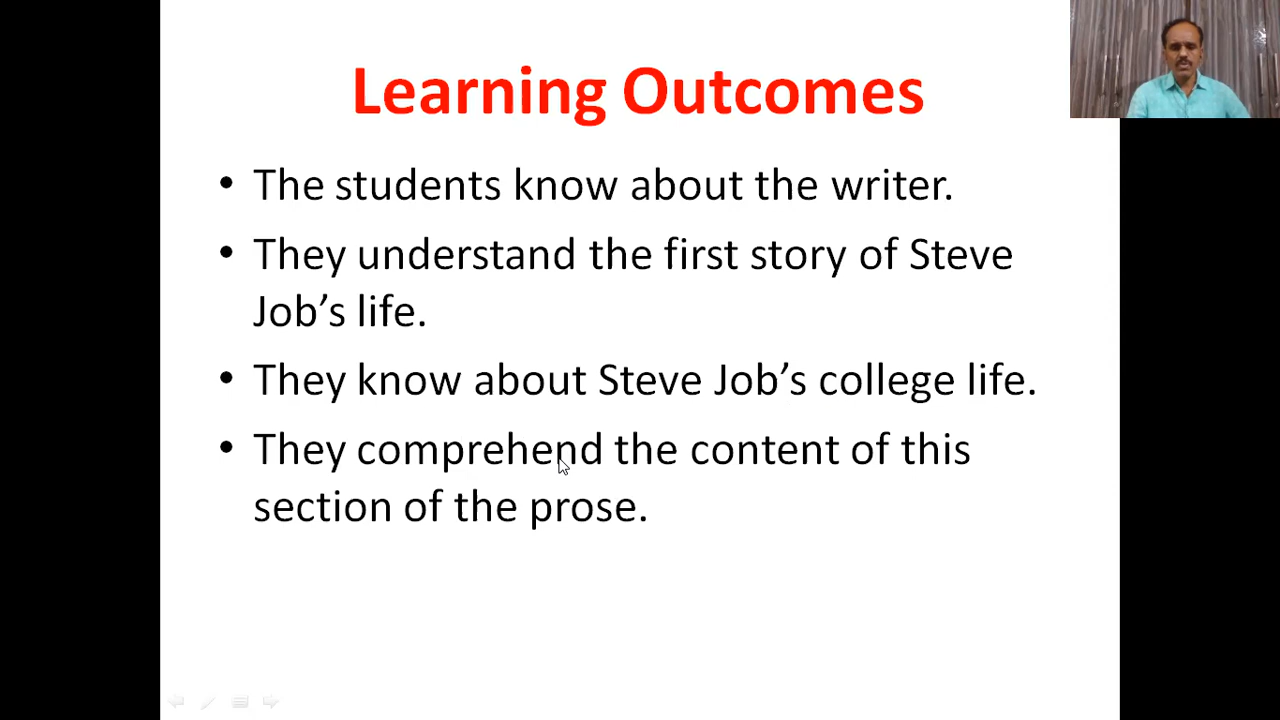 Learning Outcomes
• The students know about the writer.
• They understand the first story of Steve
Job’s life.
• They know about Steve Job’s college life.
• They comprehend the content of this
section of the prose.